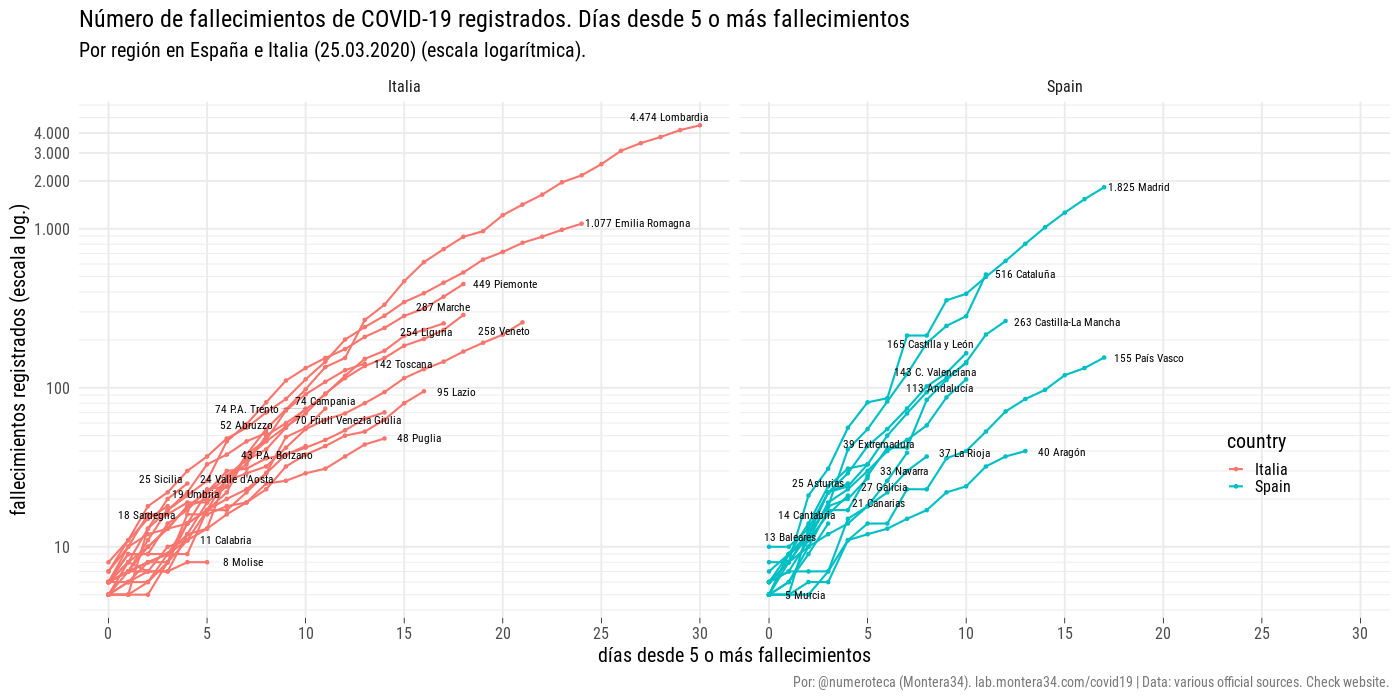 Número de fallecimientos de COVID-19 registrados. Días desde 5 o más fallecimientos
Por región en España e Italia (25.03.2020) (escala logarítmica).
Italia
Spain
fallecimientos registrados (escala log.)
4.000
3.000
2.000
1.000
100
10
4.474 Lombardia
1.077 Emilia Romagna
449 Piemonte
287 Marche
254 Liguria
258 Veneto
142 Toscana
95 Lazio
74 Campania
74 P.A. Trento
52 Abruzzo
70 Friuli Venezia Giulia
48 Puglia
43 P.A. Bolzano
25 Sicilia
24 Valle d'Aosta
19 Umbria
18 Sardegna
11 Calabria
8 Molise
1.825 Madrid
516 Cataluña
263 Castilla-La Mancha
165 Castilla y León
155 País Vasco
143 C. Valenciana
113 Andalucía
39 Extremadura
37 La Rioja
40 Aragón
33 Navarra
25 Asturias
27 Galicia
21 Canarias
14 Cantabria
13 Baleares
5 Murcia
country
Italia
Spain
0 5 10 15 20 25 30
0 5 10 15 20 25 30
días desde 5 o más fallecimientos
Por: @numeroteca (Montera34). lab.montera34.com/covid19 | Data: various official sources. Check website.